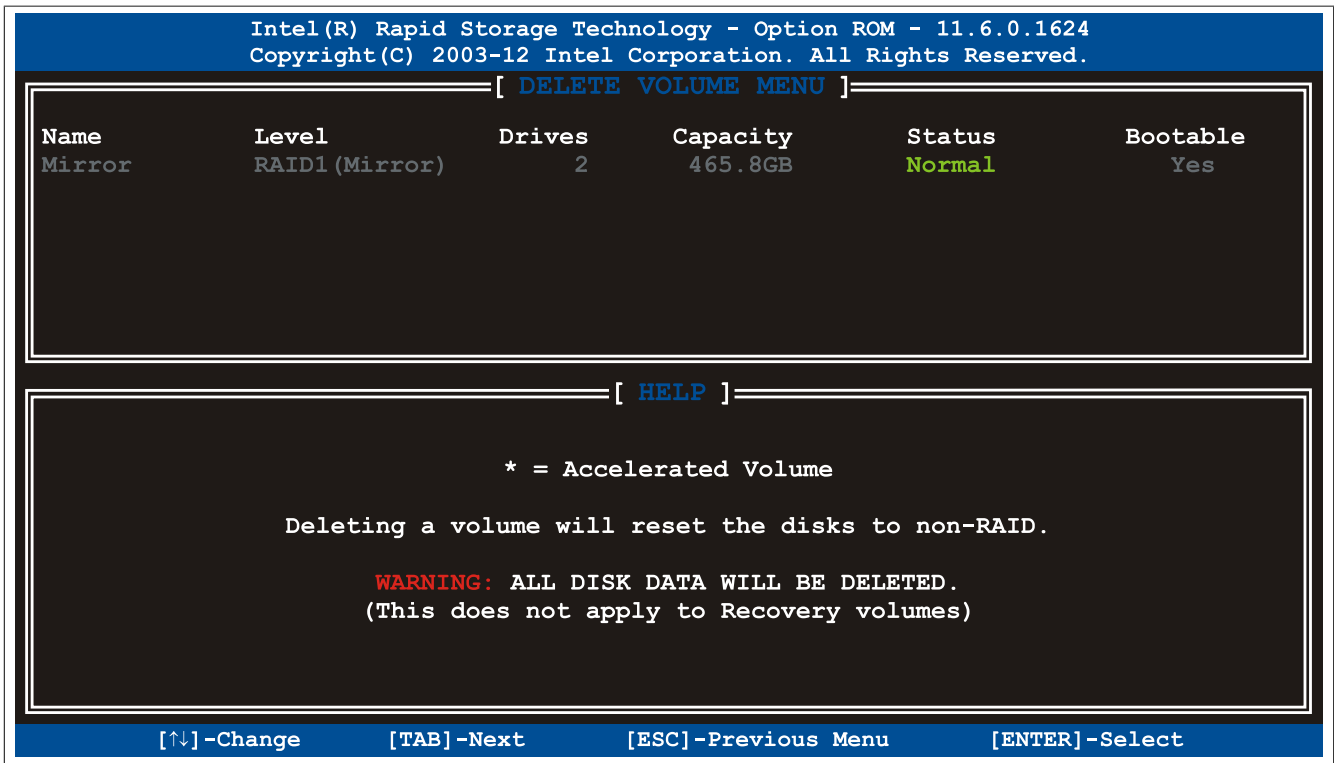 Intel(R) Rapid Storage Technology - Option ROM - 11.6.0.1624
Copyright(C) 2003-12 Intel Corporation. All Rights Reserved.
[ DELETE VOLUME MENU ]
Name Level Drives Capacity Status Bootable
Mirror RAID1(Mirror) 2 465.8GB Normal Yes
[ HELP ]
* = Accelerated Volume
Deleting a volume will reset the disks to non-RAID.
WARNING: ALL DISK DATA WILL BE DELETED.
(This does not apply to Recovery volumes)
[↑↓]-Change [TAB]-Next [ESC]-Previous Menu [ENTER]-Select